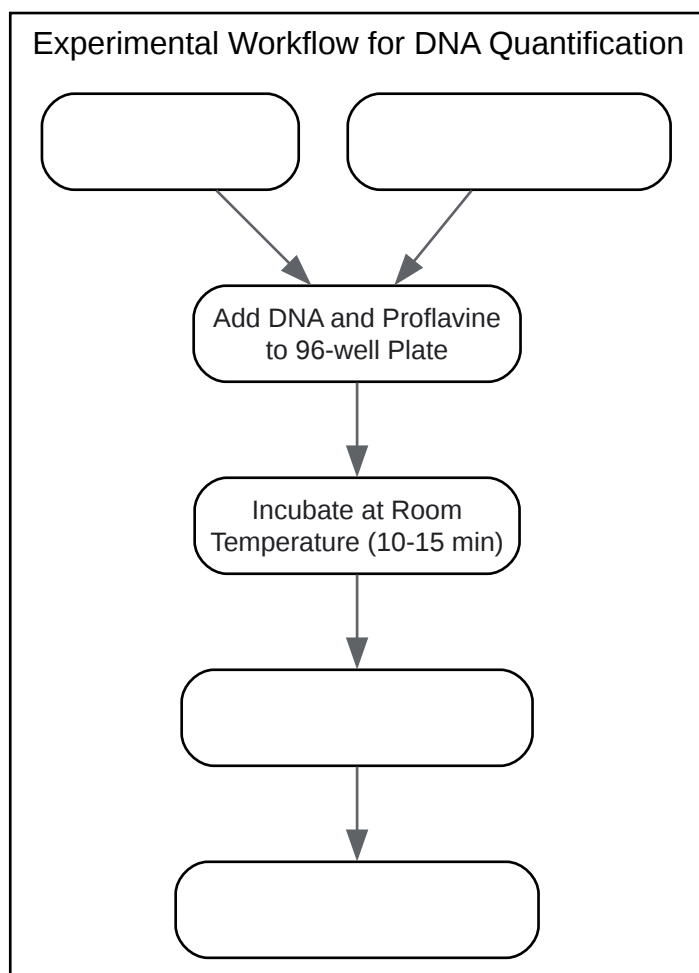 Experimental Workflow for DNA Quantification
Add DNA and Proflavine
to 96-well Plate
Incubate at Room
Temperature (10-15 min)